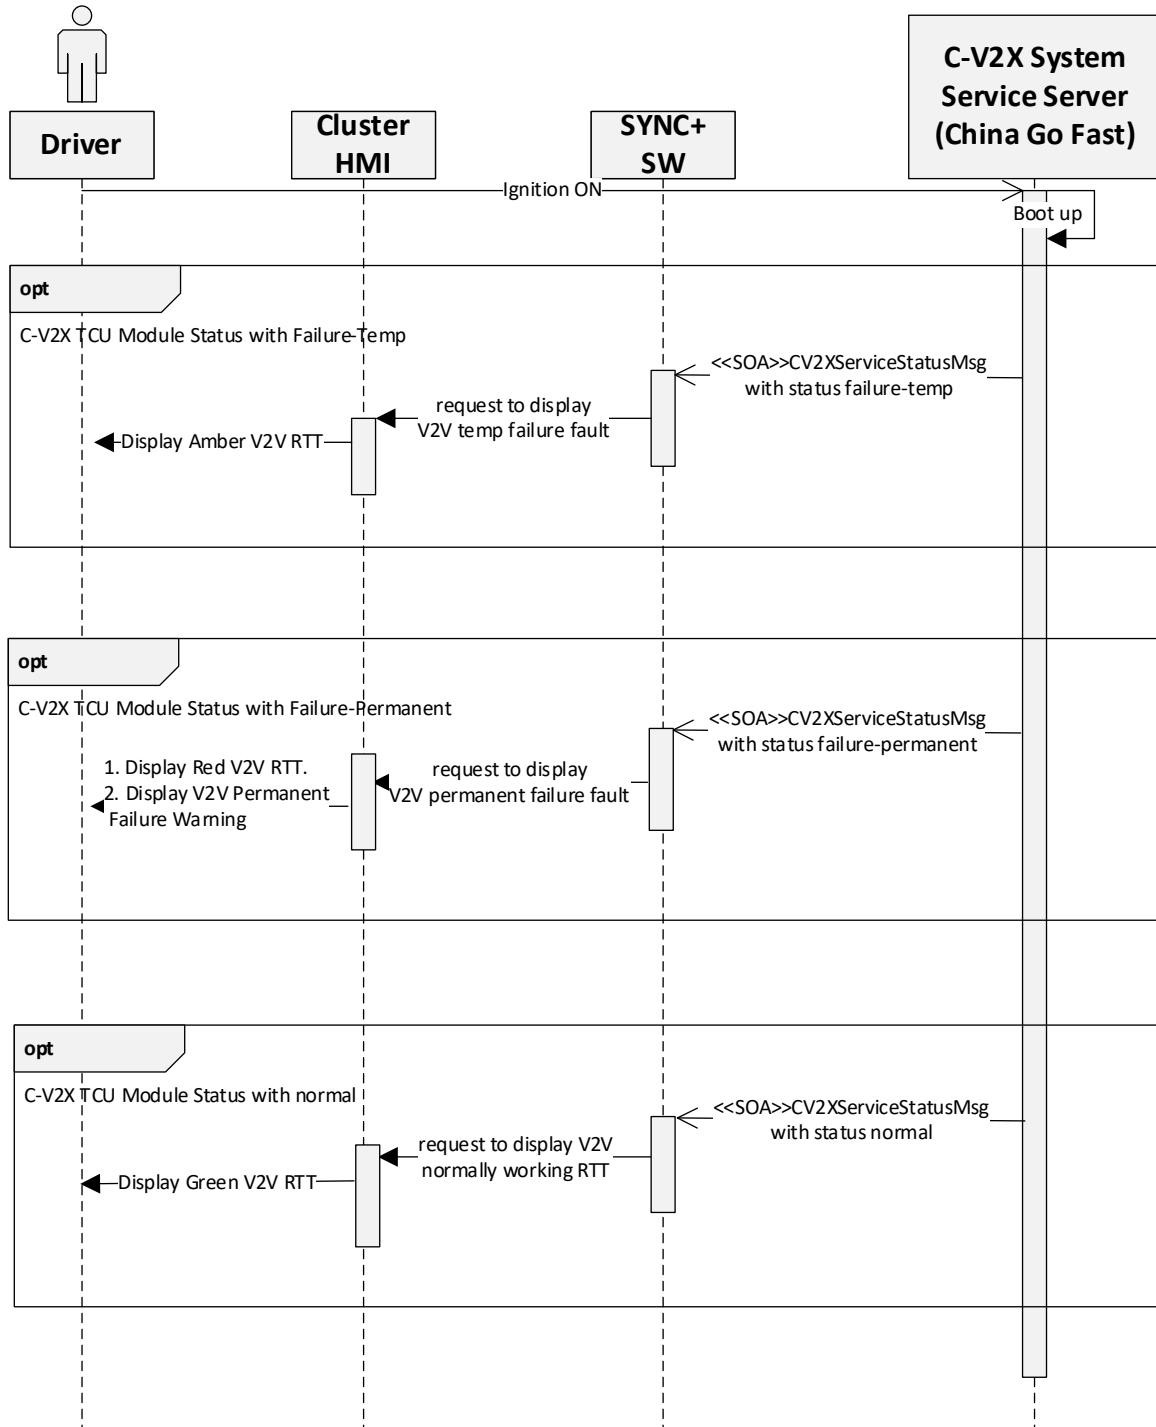 Driver
Cluster
HMI
SYNC+
SW
C-V2X System
Service Server
(China Go Fast)
Ignition ON
Boot up
opt
C-V2X TCU Module Status with Failure-Temp
<<SOA>>CV2XServiceStatusMsg
with status failure-temp
request to display
V2V temp failure fault
Display Amber V2V RTT
opt
C-V2X TCU Module Status with Failure-Permanent
<<SOA>>CV2XServiceStatusMsg
with status failure-permanent
request to display
V2V permanent failure fault
1. Display Red V2V RTT.
2. Display V2V Permanent
Failure Warning
opt
C-V2X TCU Module Status with normal
<<SOA>>CV2XServiceStatusMsg
with status normal
request to display V2V
normally working RTT
Display Green V2V RTT